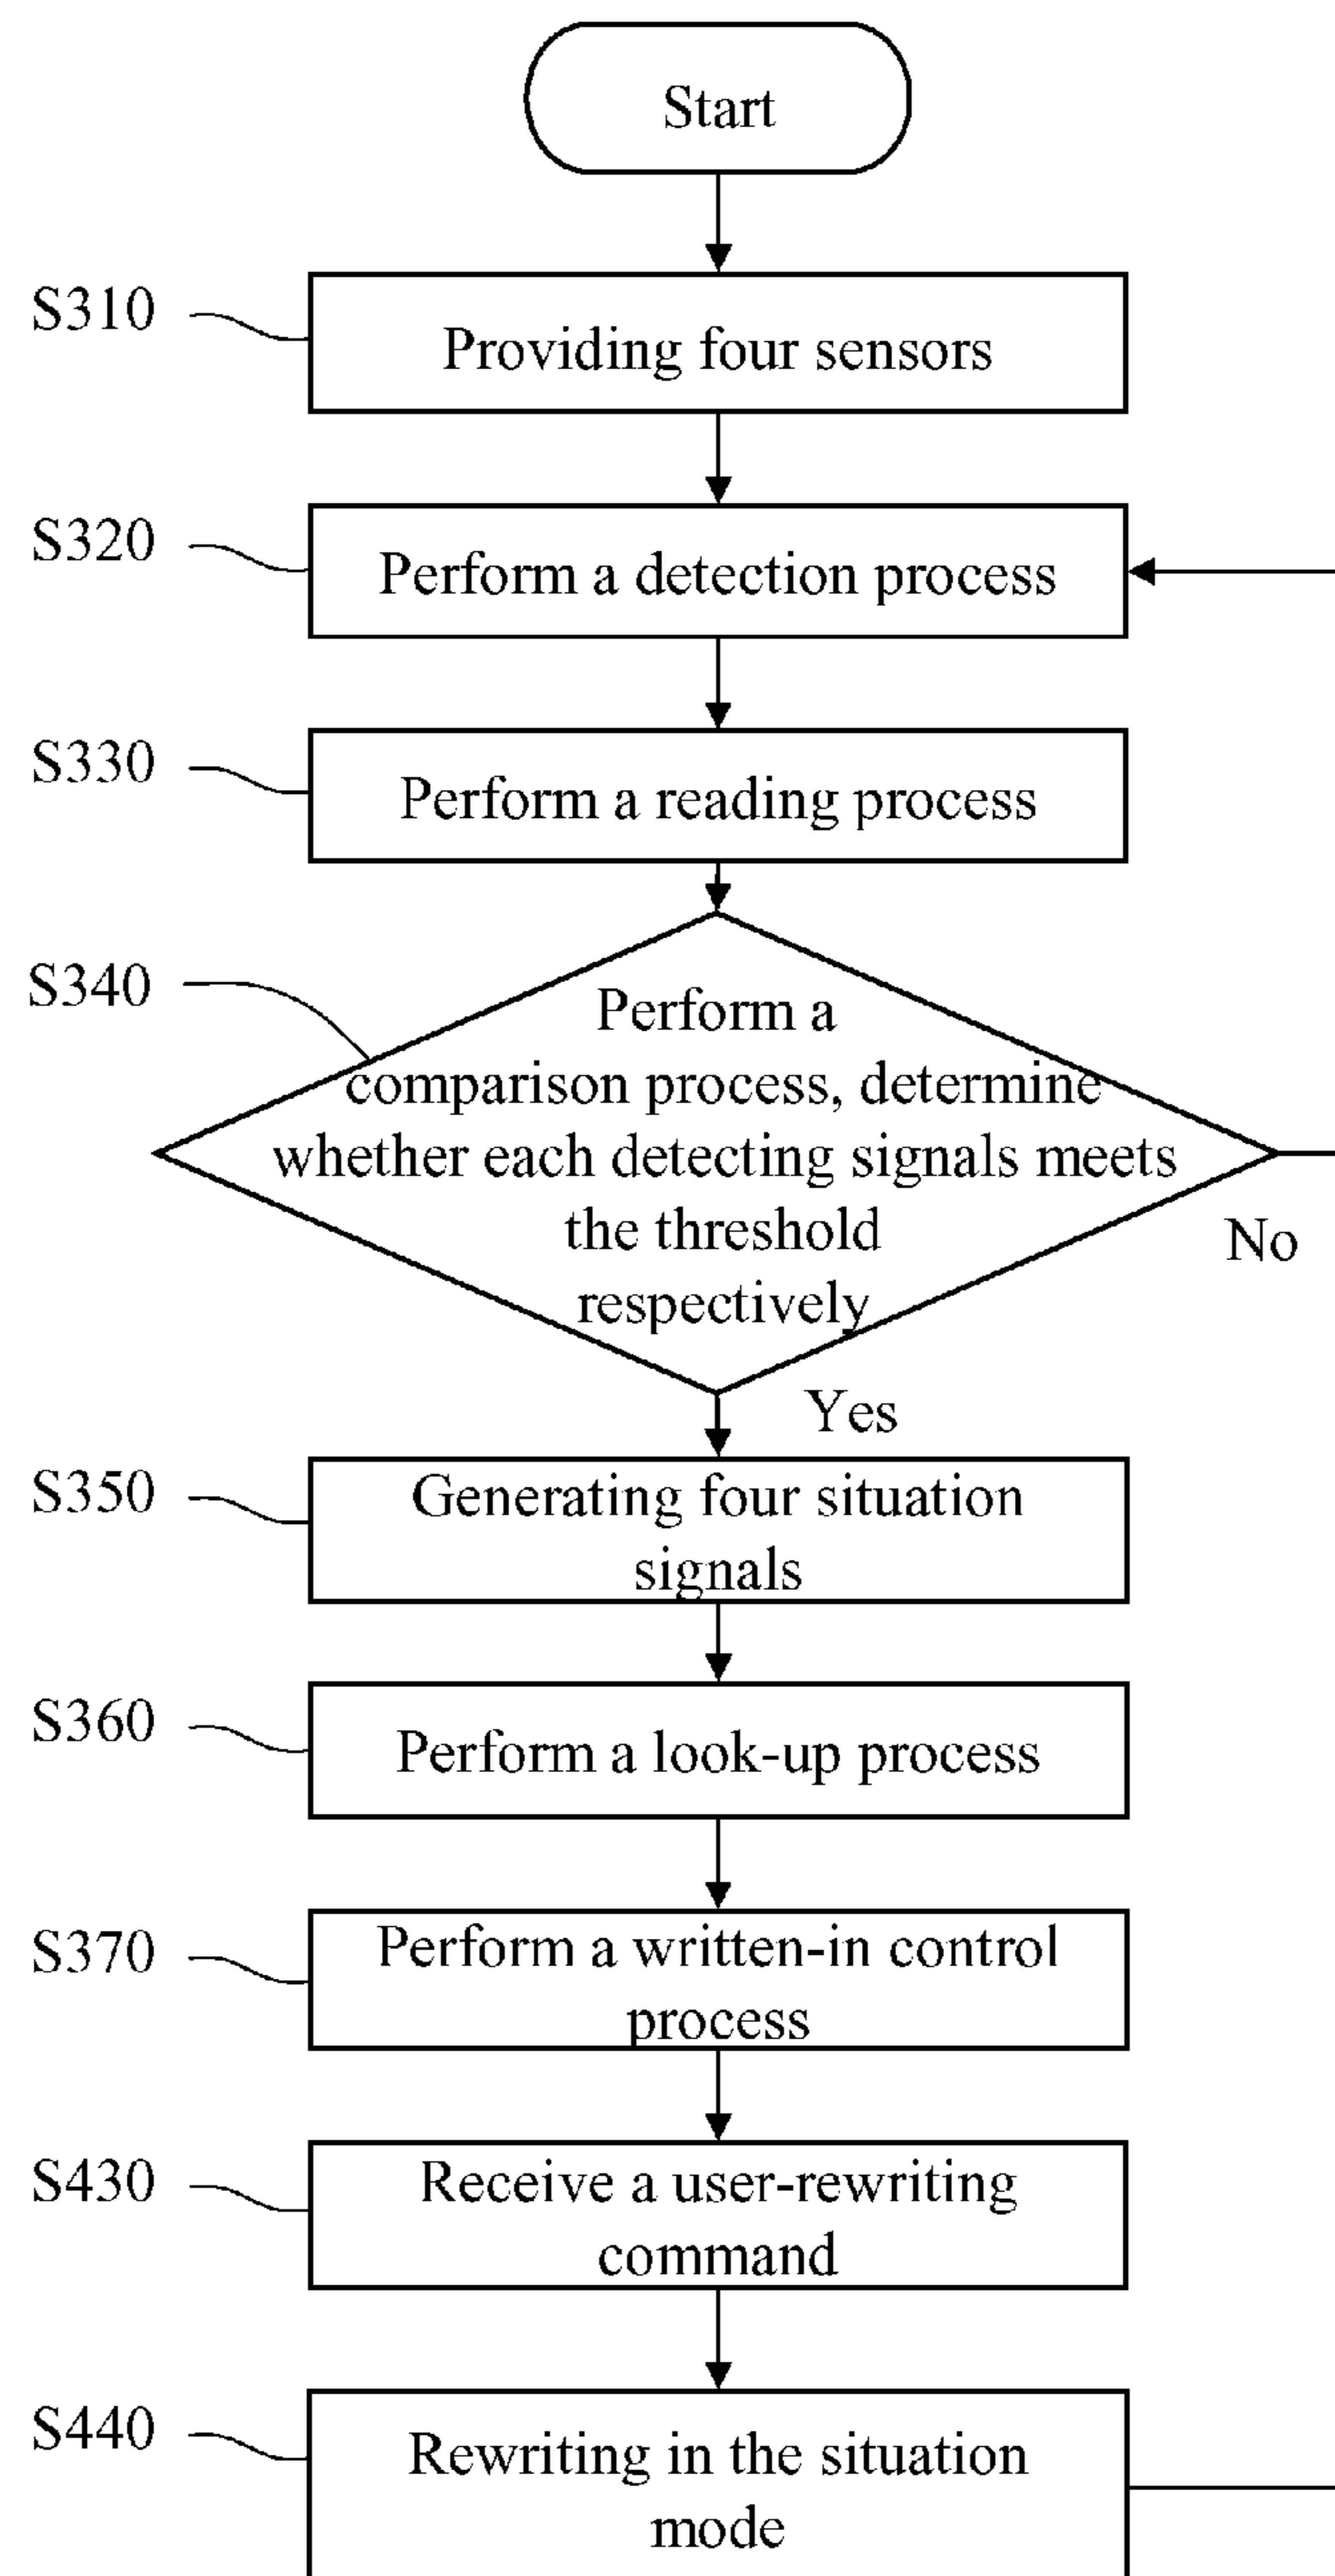 Start
S310
Providing four sensors
S320
Perform a detection process
S330
Perform a reading process
S340
Perform a
comparison process, determine
whether each detecting signals meets
the threshold
respectively
No
Yes
S350
Generating four situation
signals
S360
Perform a look-up process
S370
Perform a written-in control
process
S430
Receive a user-rewriting
command
S440
Rewriting in the situation
mode